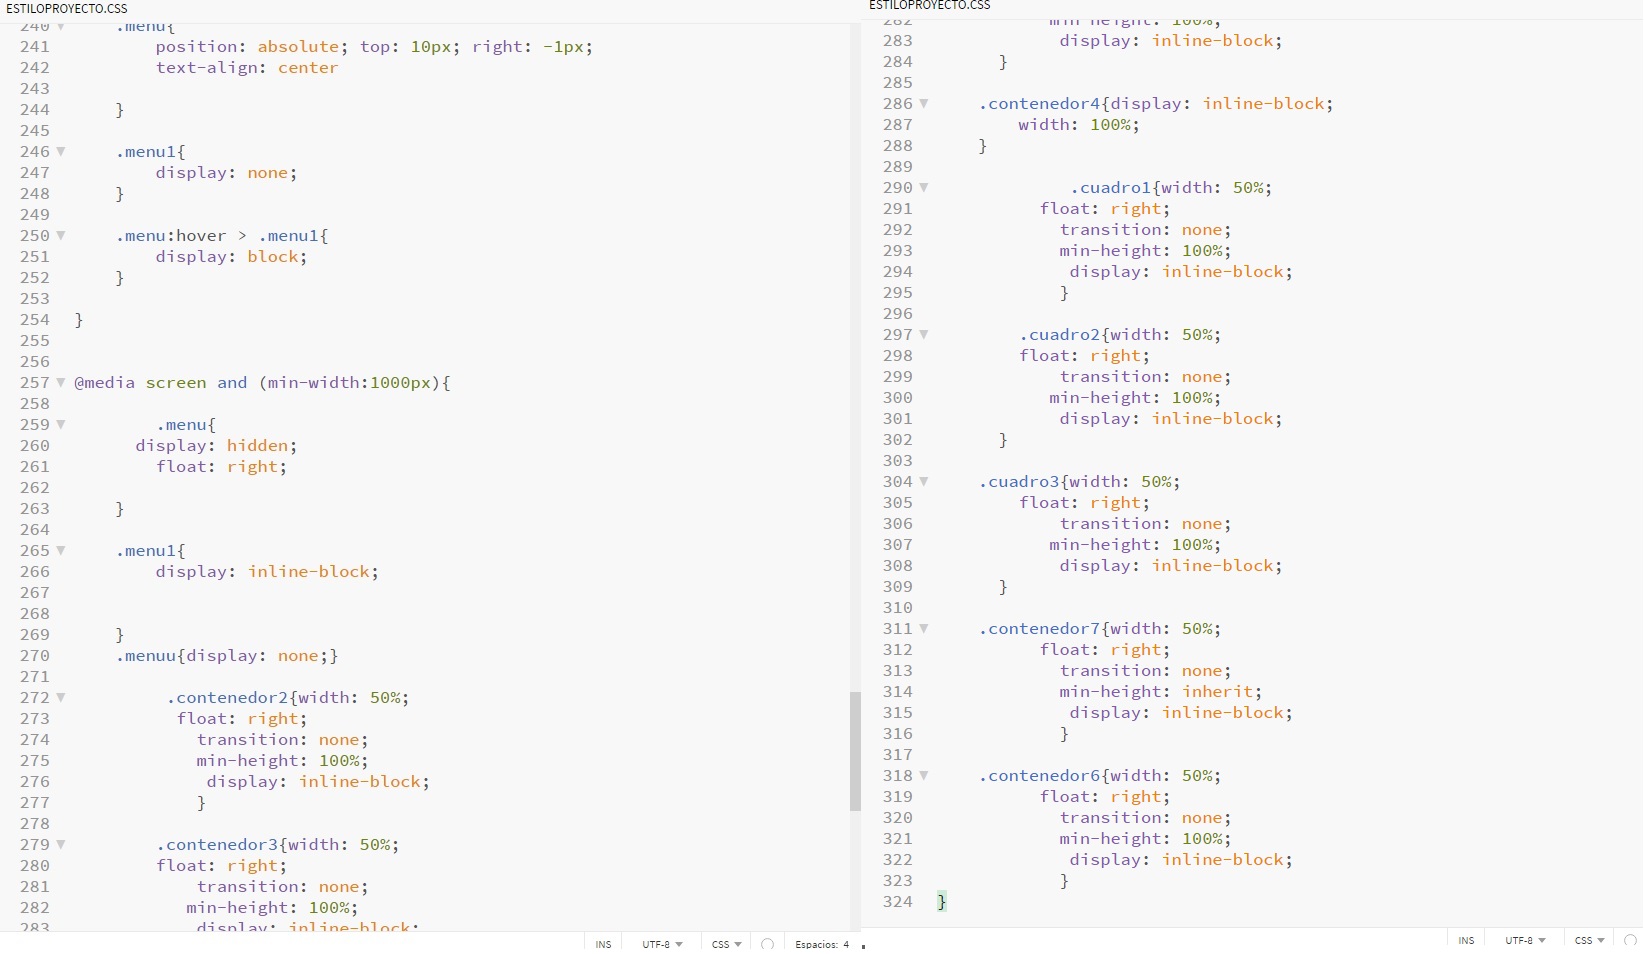 ESTILOPROYECTO.CSS
240 .menu{
241 position: absolute; top: 10px; right: -1px;
242 text-align: center
243
244 }
245
246 .menu1{
247 display: none;
248 }
249
250 .menu:hover > .menu1{
251 display: block;
252 }
253
254 }
255
256
257 @media screen and (min-width:1000px){
258
259 .menu{
260 display: hidden;
261 float: right;
262
263 }
264
265 .menu1{
266 display: inline-block;
267
268
269 }
270 .menuu{display: none;}
271
272 .contenedor2{width: 50%;
273 float: right;
274 transition: none;
275 min-height: 100%;
276 display: inline-block;
277 }
278
279 .contenedor3{width: 50%;
280 float: right;
281 transition: none;
282 min-height: 100%;
283 display: inline-block;
INS UTF-8 CSS Espacios: 4
ESTILOPROYECTO.CSS
282 min-height: 100%;
283 display: inline-block;
284 }
285
286 .contenedor4{display: inline-block;
287 width: 100%;
288 }
289
290 .cuadro1{width: 50%;
291 float: right;
292 transition: none;
293 min-height: 100%;
294 display: inline-block;
295 }
296
297 .cuadro2{width: 50%;
298 float: right;
299 transition: none;
300 min-height: 100%;
301 display: inline-block;
302 }
303
304 .cuadro3{width: 50%;
305 float: right;
306 transition: none;
307 min-height: 100%;
308 display: inline-block;
309 }
310
311 .contenedor7{width: 50%;
312 float: right;
313 transition: none;
314 min-height: inherit;
315 display: inline-block;
316 }
317
318 .contenedor6{width: 50%;
319 float: right;
320 transition: none;
321 min-height: 100%;
322 display: inline-block;
323 }
324 }
INS UTF-8 CSS